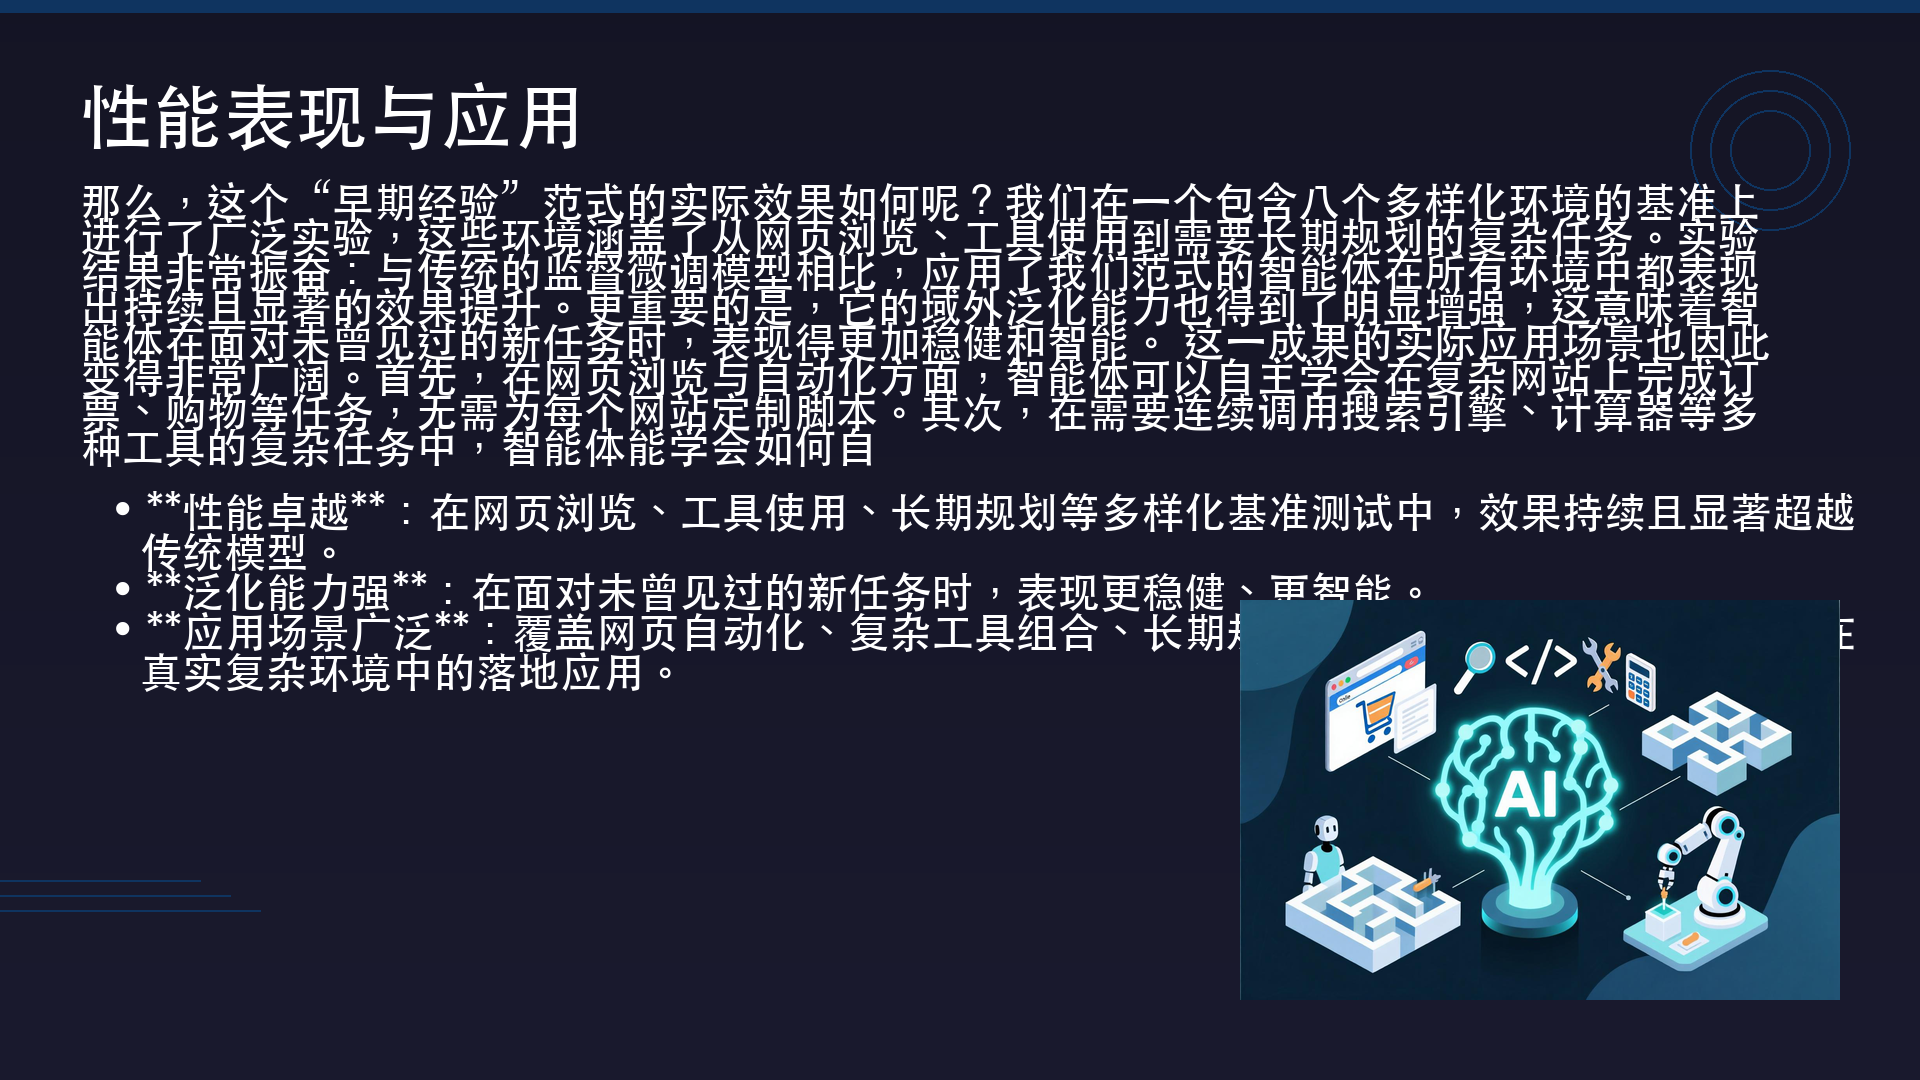 性能表现与应用
那么，这个“早期经验”范式的实际效果如何呢？我们在一个包含八个多样化环境的基准上
进行了广泛实验，这些环境涵盖了从网页浏览、工具使用到需要长期规划的复杂任务。实验
结果非常振奋：与传统的监督微调模型相比，应用了我们范式的智能体在所有环境中都表现
出持续且显著的效果提升。更重要的是，它的域外泛化能力也得到了明显增强，这意味着智
能体在面对未曾见过的新任务时，表现得更加稳健和智能。 这一成果的实际应用场景也因此
变得非常广阔。首先，在网页浏览与自动化方面，智能体可以自主学会在复杂网站上完成订
票、购物等任务，无需为每个网站定制脚本。其次，在需要连续调用搜索引擎、计算器等多
种工具的复杂任务中，智能体能学会如何自
• **性能卓越**：在网页浏览、工具使用、长期规划等多样化基准测试中，效果持续且显著超越
传统模型。
• **泛化能力强**：在面对未曾见过的新任务时，表现更稳健、更智能。
• **应用场景广泛**：覆盖网页自动化、复杂工具组合、长期
真实复杂环境中的落地应用。
</>
AI